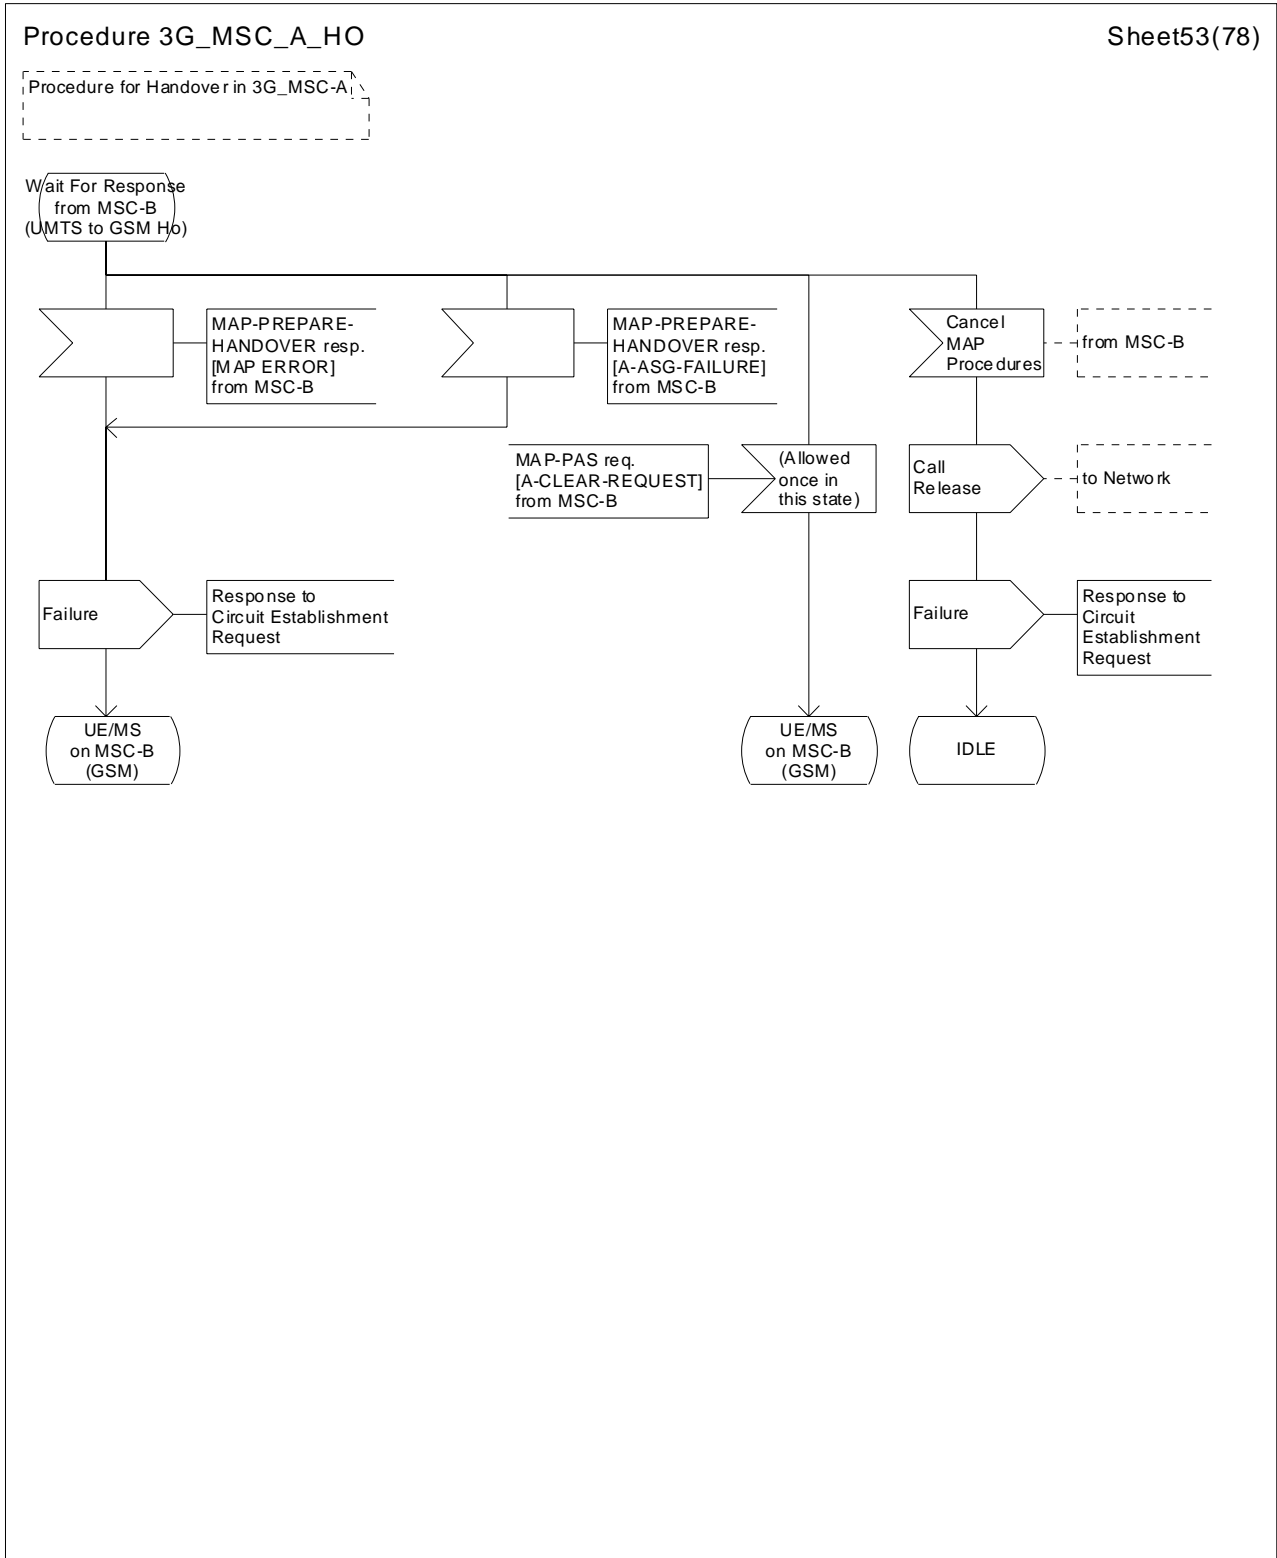 Procedure 3G_MSC_A_HO
Sheet53(78)
Procedure for Handover in 3G_MSC-A
Wait For Response
from MSC-B
(UMTS to GSM Ho)
MAP-PREPARE-
HANDOVER resp.
[MAP ERROR]
from MSC-B
MAP-PREPARE-
HANDOVER resp.
[A-ASG-FAILURE]
from MSC-B
Cancel
MAP
Procedures
from MSC-B
MAP-PAS req.
[A-CLEAR-REQUEST]
from MSC-B
(Allowed
once in
this state)
Call
Release
to Network
Failure
Response to
Circuit Establishment
Request
Failure
Response to
Circuit
Establishment
Request
UE/MS
on MSC-B
(GSM)
UE/MS
on MSC-B
(GSM)
IDLE